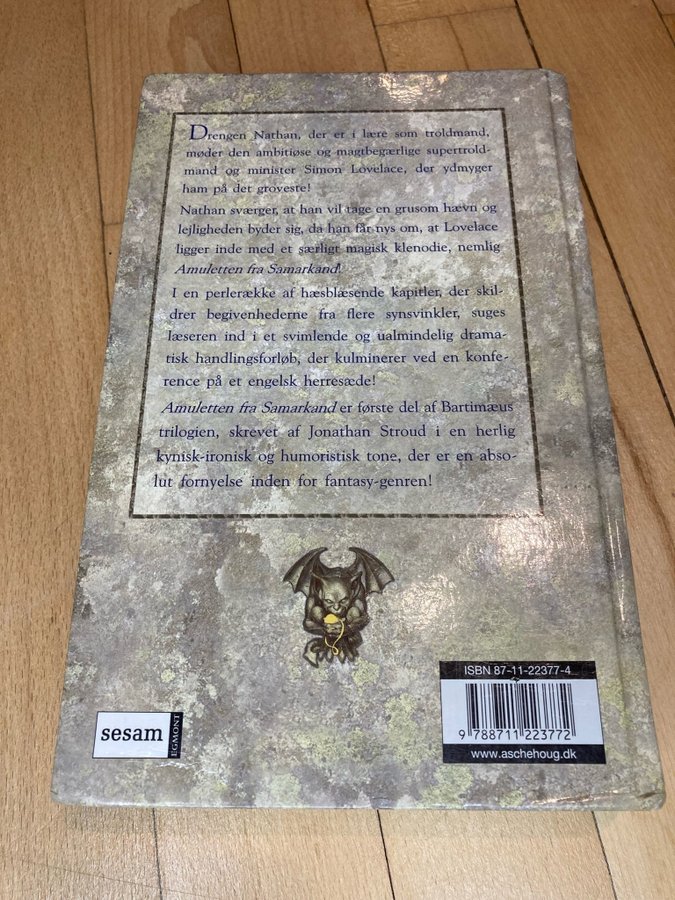 Drengen Nathan, der er i lære som troldmand,
møder den ambitiøse og magtbegærlige supertrold-
mand og minister Simon Lovelace, der ydmyger
ham på det groveste!
Nathan sværger, at han vil tage en grusom hævn og
lejligheden byder sig, da han får nys om, at Lovelace
ligger inde med et særligt magisk klenodie, nemlig
Amuletten fra Samarkand!
I en perlerække af hæsblæsende kapitler, der skil-
drer begivenhederne fra flere synsvinkler, suges
læseren ind i et svimlende og ualmindelig drama-
tisk handlingsforløb, der kulminerer ved en konfe-
rence på et engelsk herresæde!
Amuletten fra Samarkand er første del af Bartimæus
trilogien, skrevet af Jonathan Stroud i en herlig
kynisk-ironisk og humoristisk tone, der er en abso-
lut fornyelse inden for fantasy-genren!
sesam
EGMONT
ISBN 87-11-22377-4
9 788711 223772
www.aschehoug.dk